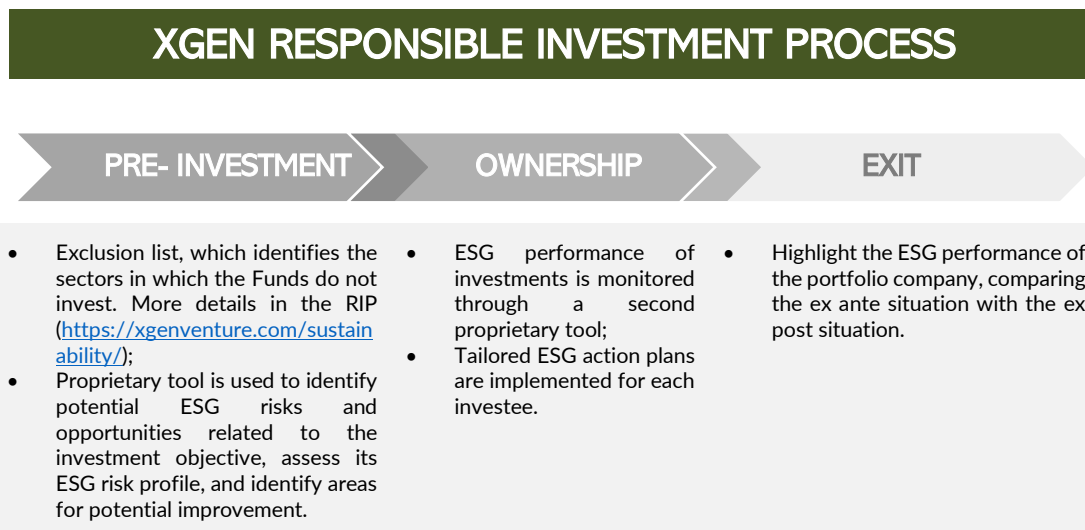 XGEN RESPONSIBLE INVESTMENT PROCESS
PRE- INVESTMENT
OWNERSHIP
EXIT
• Exclusion list, which identifies the
sectors in which the Funds do not
invest. More details in the RIP
(https://xgenventure.com/sustain
ability/);
• Proprietary tool is used to identify
potential ESG risks and
opportunities related to the
investment objective, assess its
ESG risk profile, and identify areas
for potential improvement.
• ESG performance of
investments is monitored
through a second
proprietary tool;
• Tailored ESG action plans
are implemented for each
investee.
• Highlight the ESG performance of
the portfolio company, comparing
the ex ante situation with the ex
post situation.